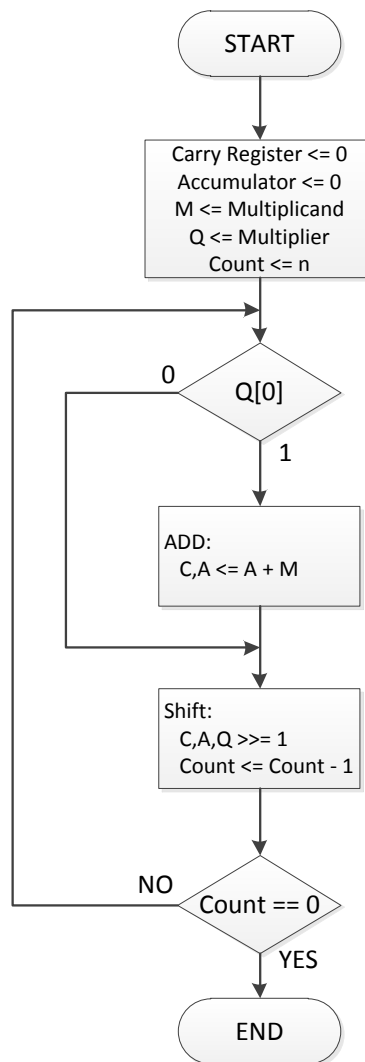 START
Carry Register <= 0
Accumulator <= 0
M <= Multiplicand
Q <= Multiplier
Count <= n
0
Q[0]
1
ADD:
C,A <= A + M
Shift:
C,A,Q >>= 1
Count <= Count - 1
NO
Count == 0
YES
END